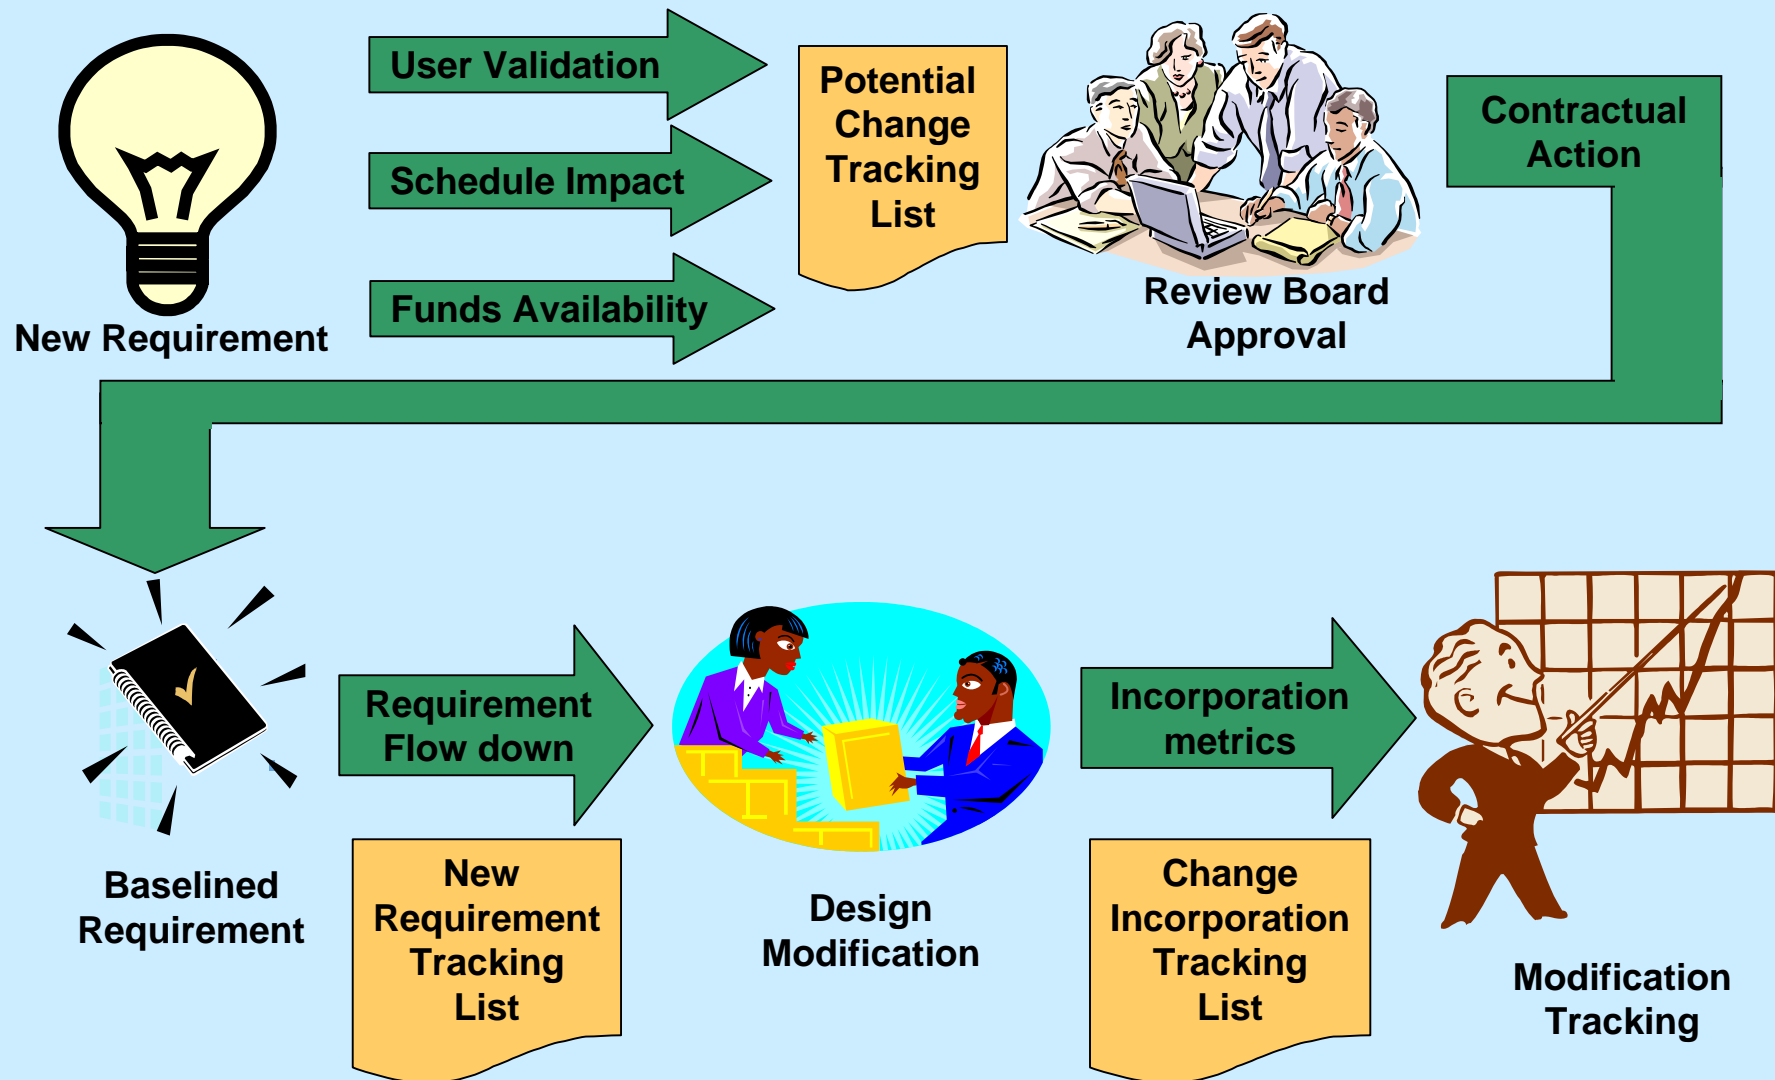 New Requirement
User Validation
Schedule Impact
Funds Availability
Potential
Change
Tracking
List
Review Board
Approval
Contractual
Action
Baselined
Requirement
Requirement
Flow down
New
Requirement
Tracking
List
Design
Modification
Incorporation
metrics
Change
Incorporation
Tracking
List
Modification
Tracking